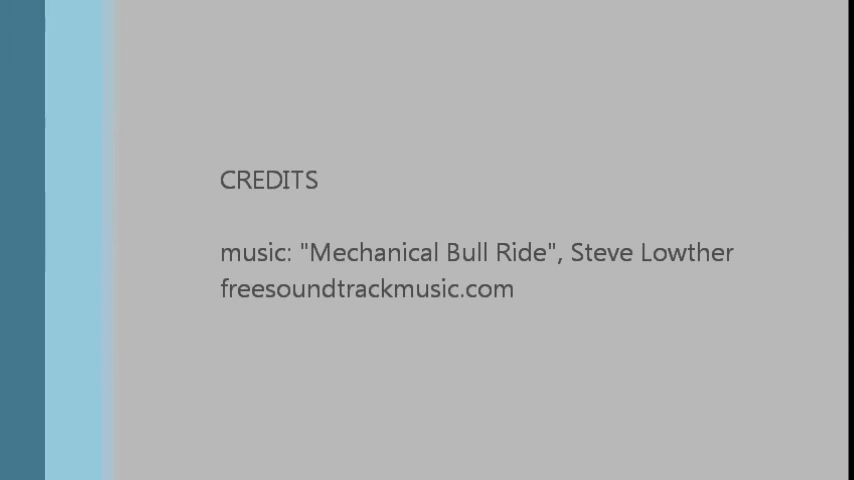 CREDITS
music: "Mechanical Bull Ride", Steve Lowther
freesoundtrackmusic.com